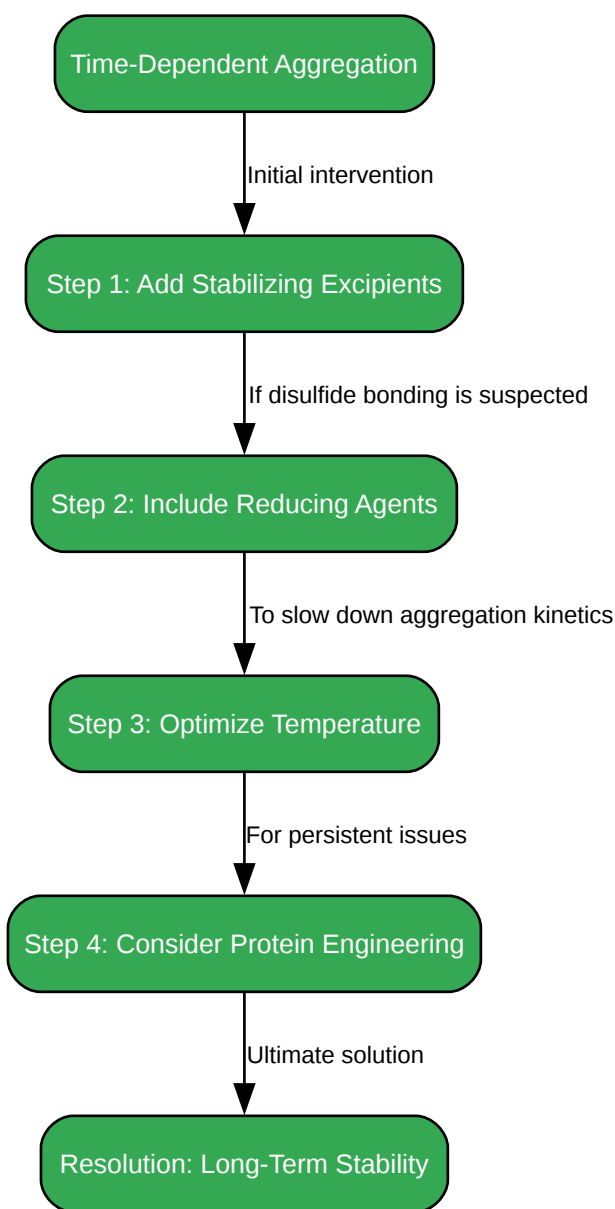 Time-Dependent Aggregation
Initial intervention
Step 1: Add Stabilizing Excipients
If disulfide bonding is suspected
Step 2: Include Reducing Agents
To slow down aggregation kinetics
Step 3: Optimize Temperature
For persistent issues
Step 4: Consider Protein Engineering
Ultimate solution
Resolution: Long-Term Stability